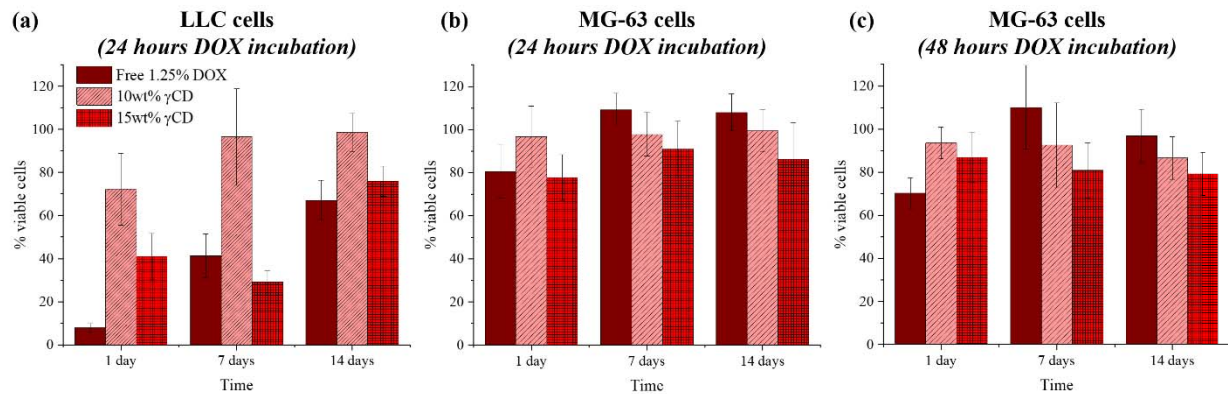 (a)
LLC cells
(24 hours DOX incubation)
120
100
80
60
40
20
0
% viable cells
Free 1.25% DOX
10wt% γCD
15wt% γCD
1 day
7 days
14 days
Time
(b)
MG-63 cells
(24 hours DOX incubation)
120
100
80
60
40
20
0
% viable cells
1 day
7 days
14 days
Time
(c)
MG-63 cells
(48 hours DOX incubation)
120
100
80
60
40
20
0
% viable cells
1 day
7 days
14 days
Time